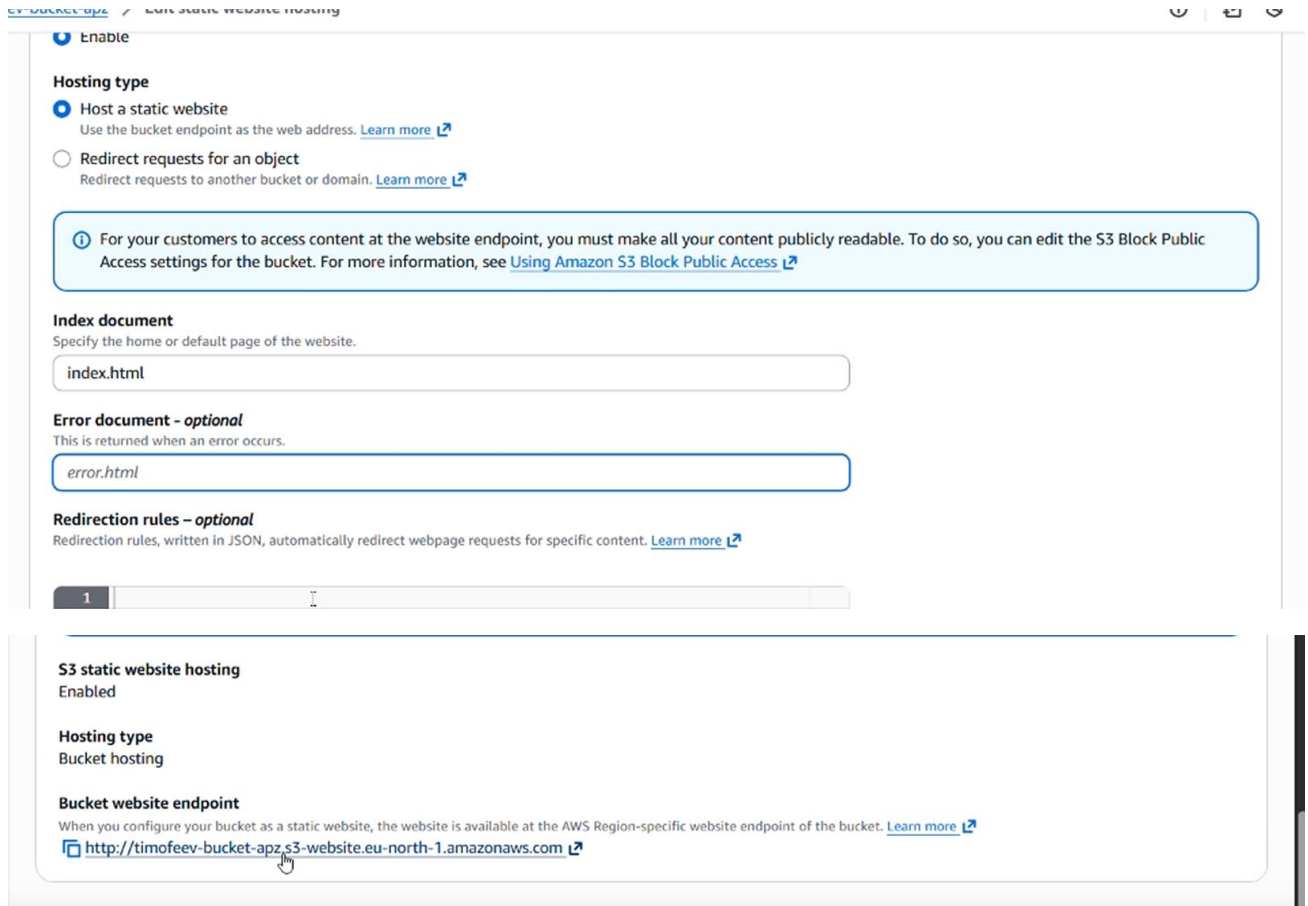 ev-bucket-apz / Edit static website hosting
Enable
Hosting type
Host a static website
Use the bucket endpoint as the web address. Learn more
Redirect requests for an object
Redirect requests to another bucket or domain. Learn more
For your customers to access content at the website endpoint, you must make all your content publicly readable. To do so, you can edit the S3 Block Public
Access settings for the bucket. For more information, see Using Amazon S3 Block Public Access
Index document
Specify the home or default page of the website.
index.html
Error document - optional
This is returned when an error occurs.
error.html
Redirection rules – optional
Redirection rules, written in JSON, automatically redirect webpage requests for specific content. Learn more
1
S3 static website hosting
Enabled
Hosting type
Bucket hosting
Bucket website endpoint
When you configure your bucket as a static website, the website is available at the AWS Region-specific website endpoint of the bucket. Learn more
http://timofeev-bucket-apz.s3-website.eu-north-1.amazonaws.com